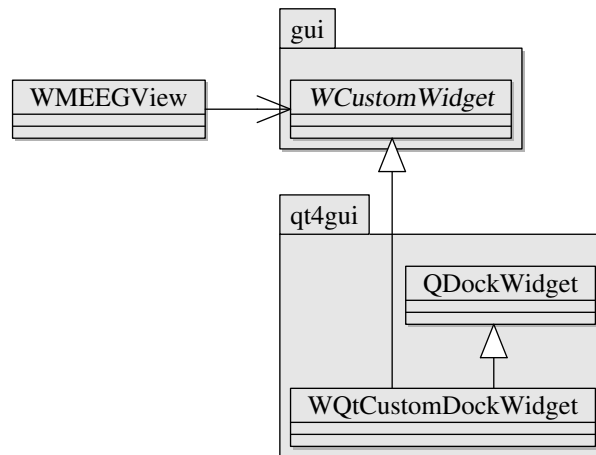 gui
WMEEGView
WCustomWidget
qt4gui
QDockWidget
WQtCustomDockWidget